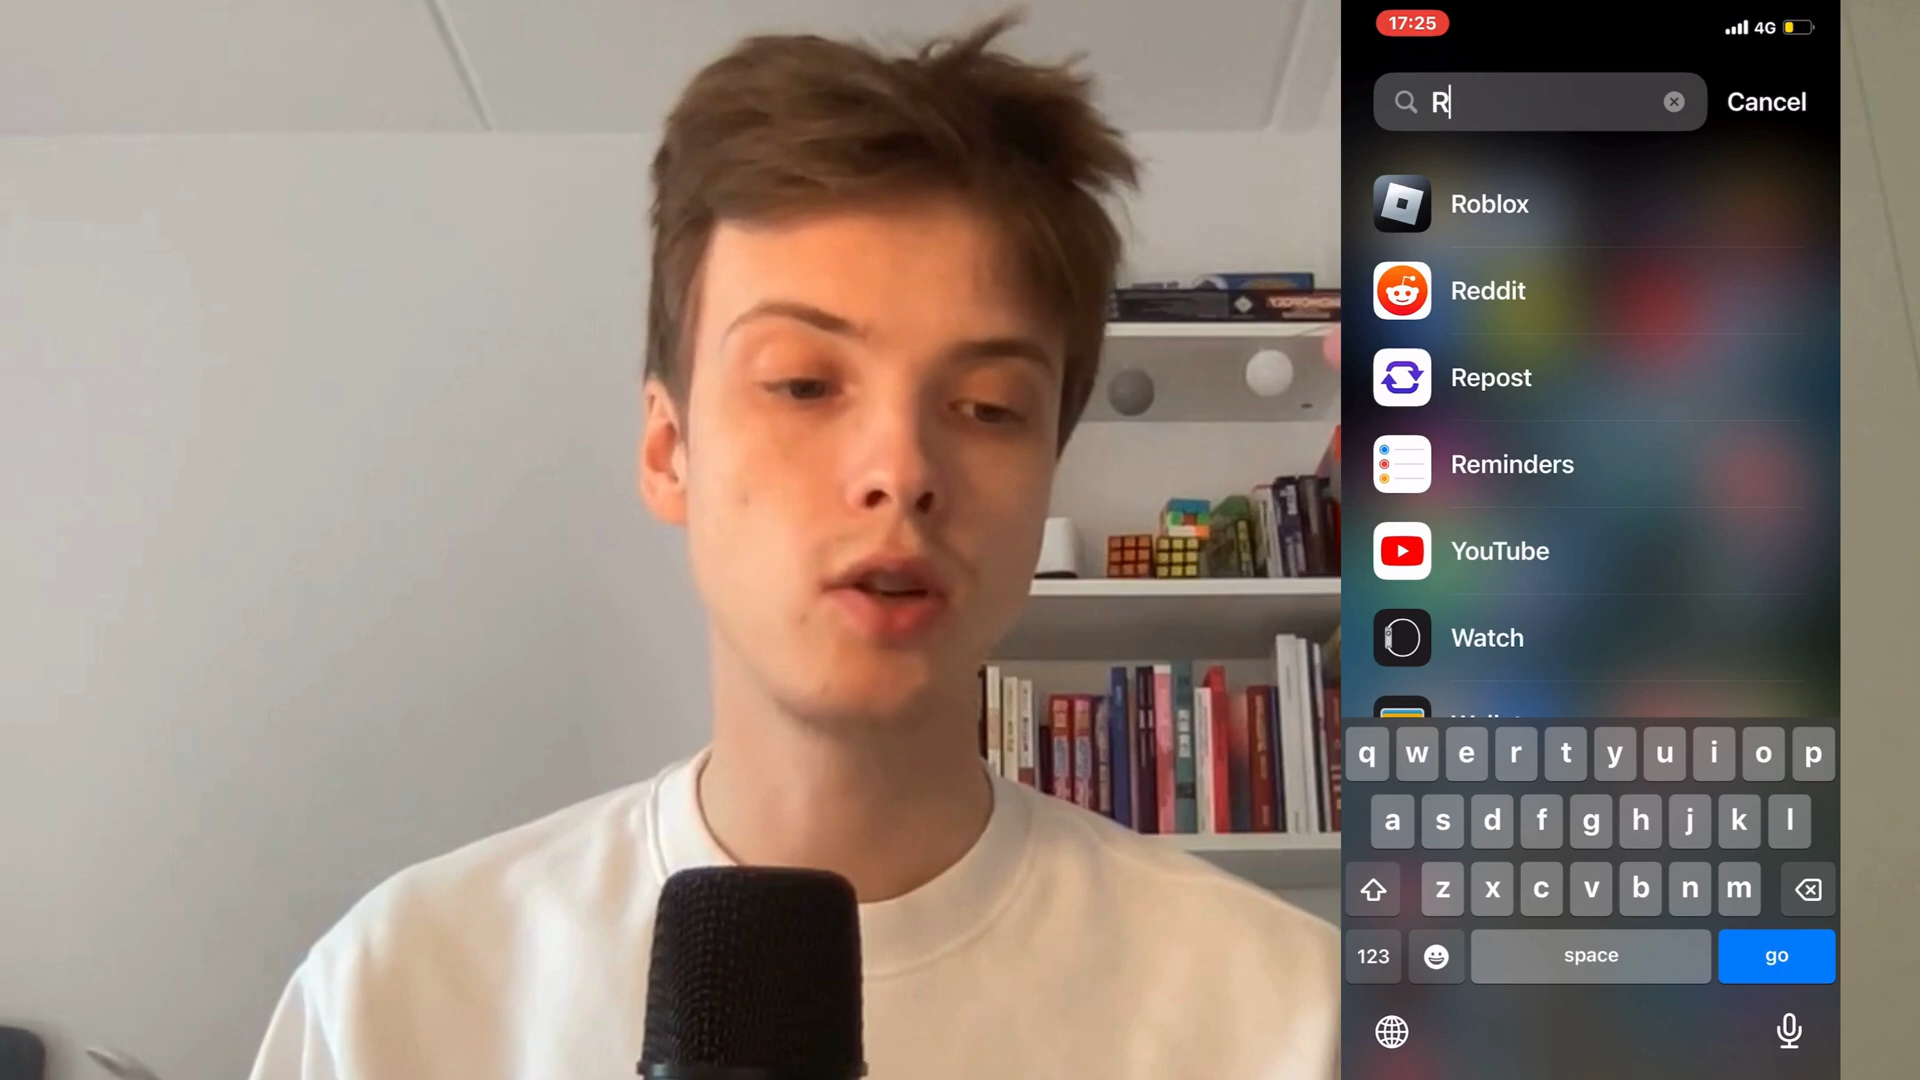 17:25
4G
R
Cancel
Roblox
Reddit
Repost
Reminders
YouTube
Watch
q w e r t y u i o p
a s d f g h j k l
z x c v b n m
123
space
go